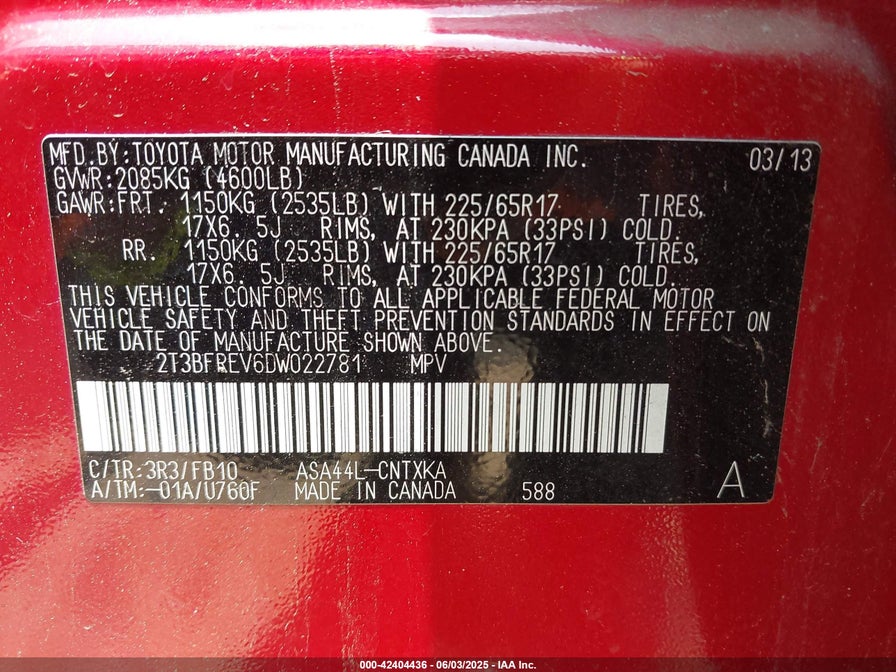 MFD.BY:TOYOTA MOTOR MANUFACTURING CANADA INC. 03/13
GVWR:2085KG (4600LB)
GAWR:FRT. 1150KG (2535LB) WITH 225/65R17 TIRES,
17X6. 5J RIMS, AT 230KPA (33PSI) COLD.
RR. 1150KG (2535LB) WITH 225/65R17 TIRES,
17X6. 5J RIMS, AT 230KPA (33PSI) COLD.
THIS VEHICLE CONFORMS TO ALL APPLICABLE FEDERAL MOTOR
VEHICLE SAFETY AND THEFT PREVENTION STANDARDS IN EFFECT ON
THE DATE OF MANUFACTURE SHOWN ABOVE.
2T3BFREV6DW022781 MPV
C/TR:3R3/FB10 ASA44L-CNTXKA
A/TM:-01A/U760F MADE IN CANADA 588 A
000-42404436 - 06/03/2025 - IAA Inc.